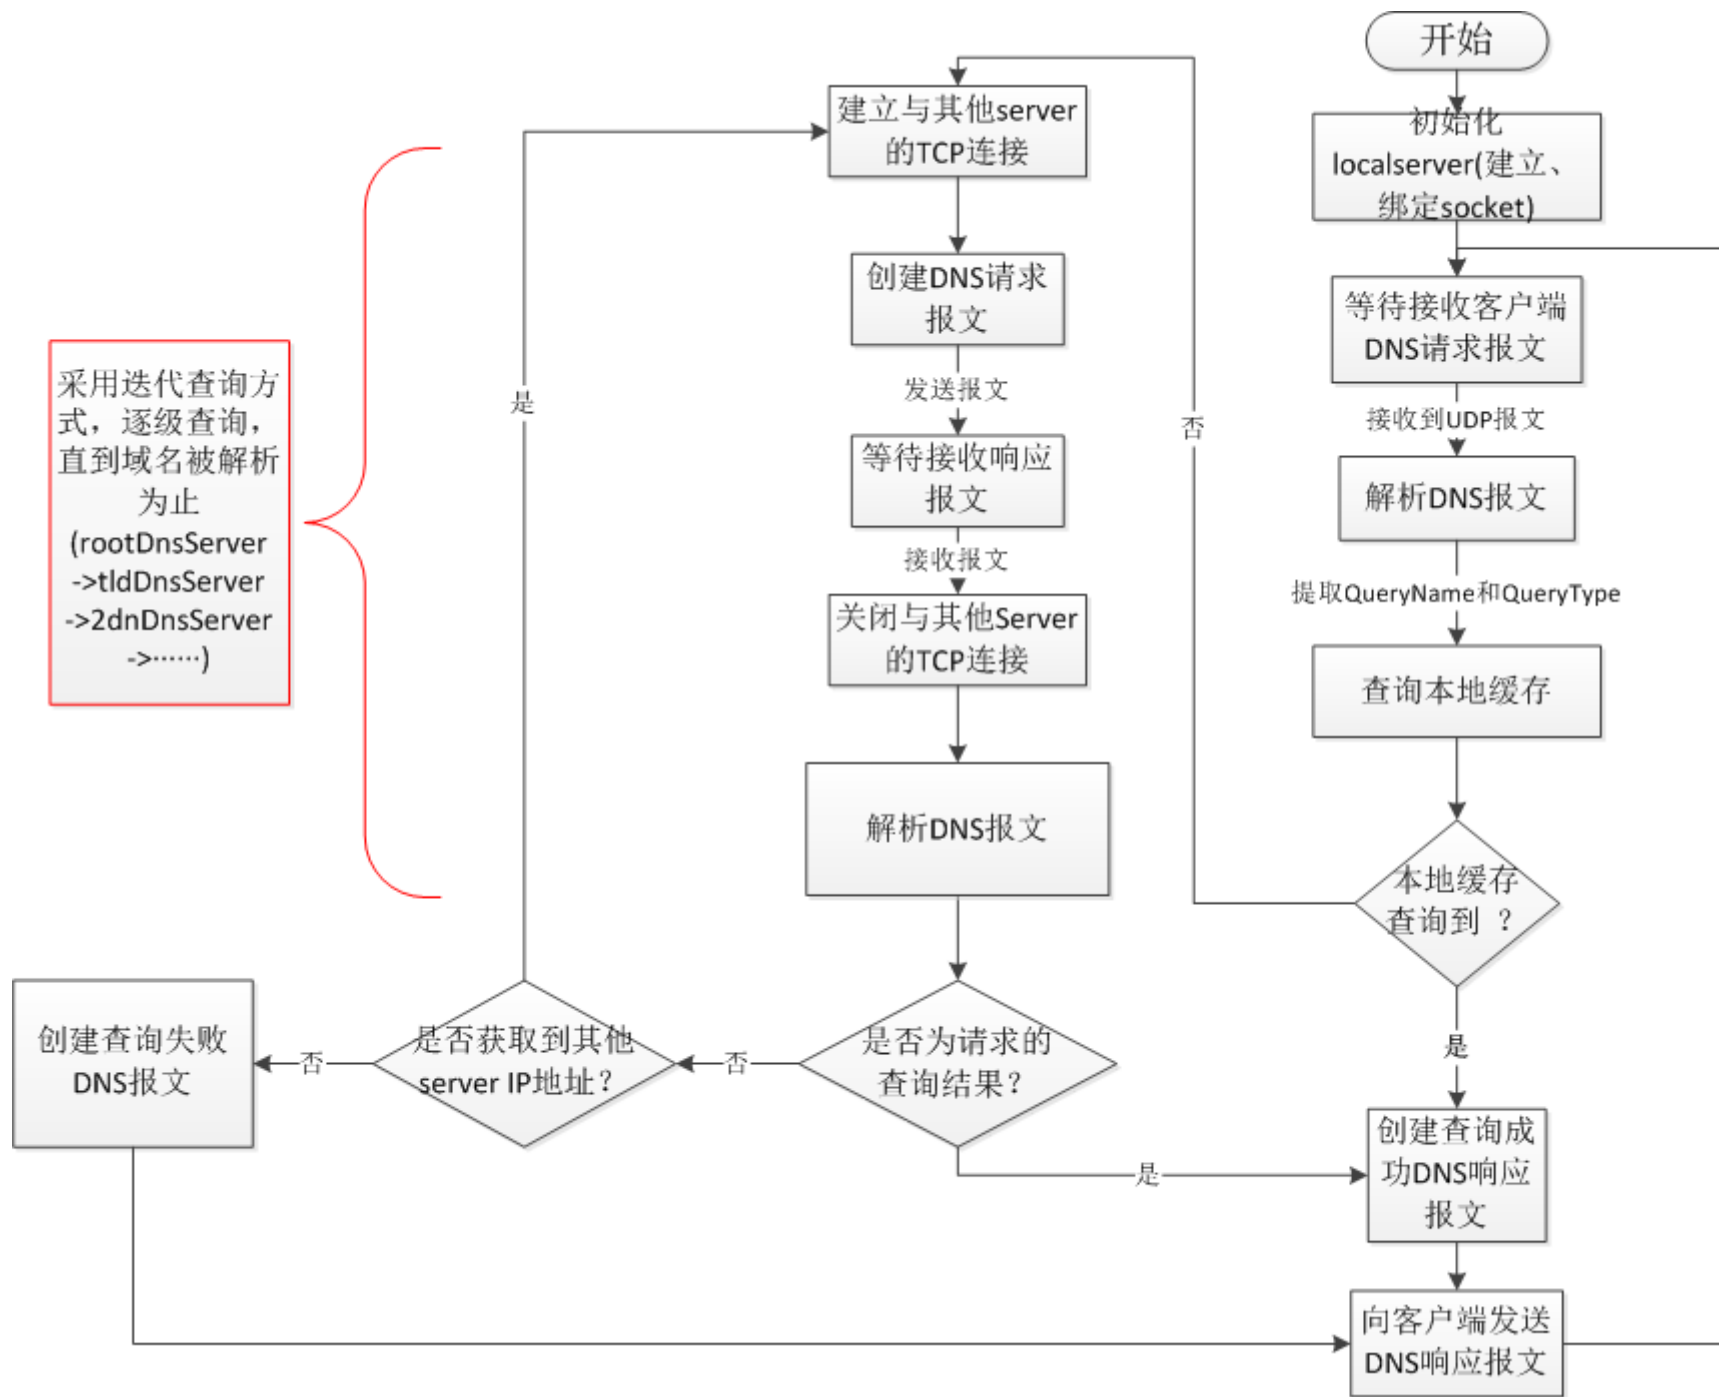 开始
初始化
localserver(建立、
绑定socket)
等待接收客户端
DNS请求报文
接收到UDP报文
解析DNS报文
提取QueryName和QueryType
查询本地缓存
本地缓存
查询到 ？
否
是
建立与其他server
的TCP连接
创建DNS请求
报文
发送报文
等待接收响应
报文
接收报文
关闭与其他Server
的TCP连接
解析DNS报文
是否为请求的
查询结果？
否
是
是否获取到其他
server IP地址？
是
否
创建查询失败
DNS报文
创建查询成
功DNS响应
报文
向客户端发送
DNS响应报文
采用迭代查询方
式，逐级查询，
直到域名被解析
为止
(rootDnsServer
->tldDnsServer
->2dnDnsServer
->……)